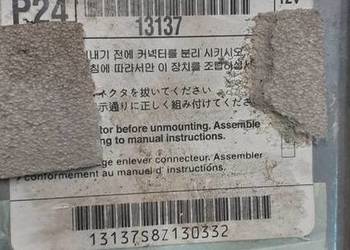 P24
12V
13137
내기 전에 커넥터를 분리 시키시오
침에 따라서만 이 장치를 조립하십
ネクタを抜いてください
示通りに正しく組み付けてくだ
tor before unmounting. Assemble
ng to manual instructions.
ge enlever connecteur. Assembler
conformement au manuel d' instructions.
13137S8Z130332